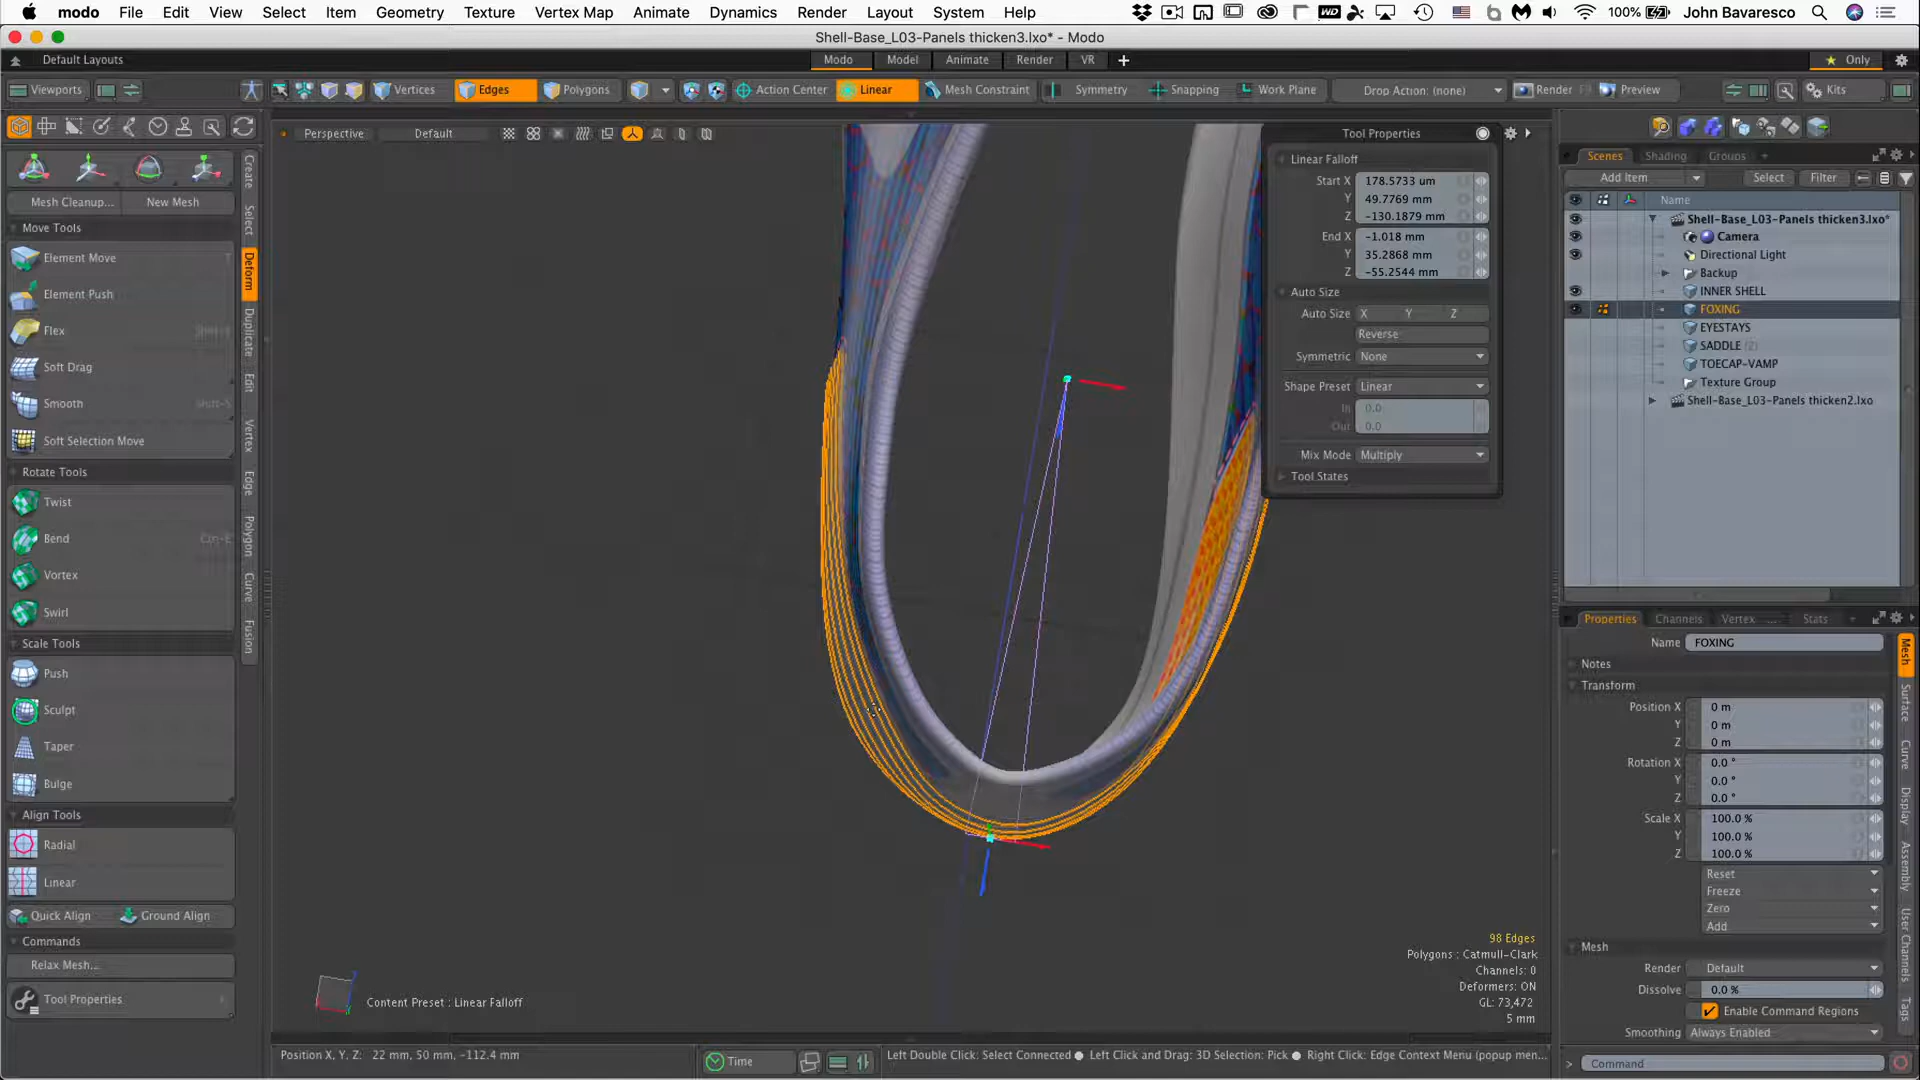 modo File Edit View Select Item Geometry Texture Vertex Map Animate Dynamics Render Layout System Help WD 100% John Bavaresco
Shell-Base_L03-Panels thicken3.lxo* - Modo
Default Layouts Modo Model Animate Render VR Only
Viewports Vertices Edges Polygons Action Center Linear Mesh Constraint Symmetry Snapping Work Plane Drop Action: (none) Render Preview Kits
Perspective Default
Mesh Cleanup... New Mesh
Move Tools
Element Move T
Element Push
Flex
Soft Drag
Smooth
Soft Selection Move
Rotate Tools
Twist
Bend Ctrl-E
Vortex
Swirl
Scale Tools
Push
Sculpt
Taper
Bulge
Align Tools
Radial
Linear
Quick Align Ground Align
Commands
Relax Mesh...
Tool Properties
Create
Select
Deform
Duplicate
Edit
Vertex
Edge
Polygon
Curve
Fusion
Tool Properties
Linear Falloff
Start X 178.5733 um
Y 49.7769 mm
Z -130.1879 mm
End X -1.018 mm
Y 35.2868 mm
Z -55.2544 mm
Auto Size
Auto Size X Y Z
Reverse
Symmetric None
Shape Preset Linear
In 0.0
Out 0.0
Mix Mode Multiply
Tool States
98 Edges
Polygons : Catmull-Clark
Channels: 0
Deformers: ON
GL: 73,472
5 mm
Content Preset : Linear Falloff
Position X, Y, Z: 22 mm, 50 mm, -112.4 mm Time Left Double Click: Select Connected ● Left Click and Drag: 3D Selection: Pick ● Right Click: Edge Context Menu (popup men...
Scenes Shading Groups
Add Item Select Filter
Name
Shell-Base_L03-Panels thicken3.lxo*
Camera
Directional Light
Backup
INNER SHELL
FOXING
EYESTAYS
SADDLE (2)
TOECAP-VAMP
Texture Group
Shell-Base_L03-Panels thicken2.lxo
Properties Channels Vertex ... Stats
Name FOXING
Notes
Transform
Position X 0 m
Y 0 m
Z 0 m
Rotation X 0.0 °
Y 0.0 °
Z 0.0 °
Scale X 100.0 %
Y 100.0 %
Z 100.0 %
Reset
Freeze
Zero
Add
Mesh
Render Default
Dissolve 0.0 %
Enable Command Regions
Smoothing Always Enabled
Command
Mesh
Surface
Curve
Display
Assembly
User Channels
Tags